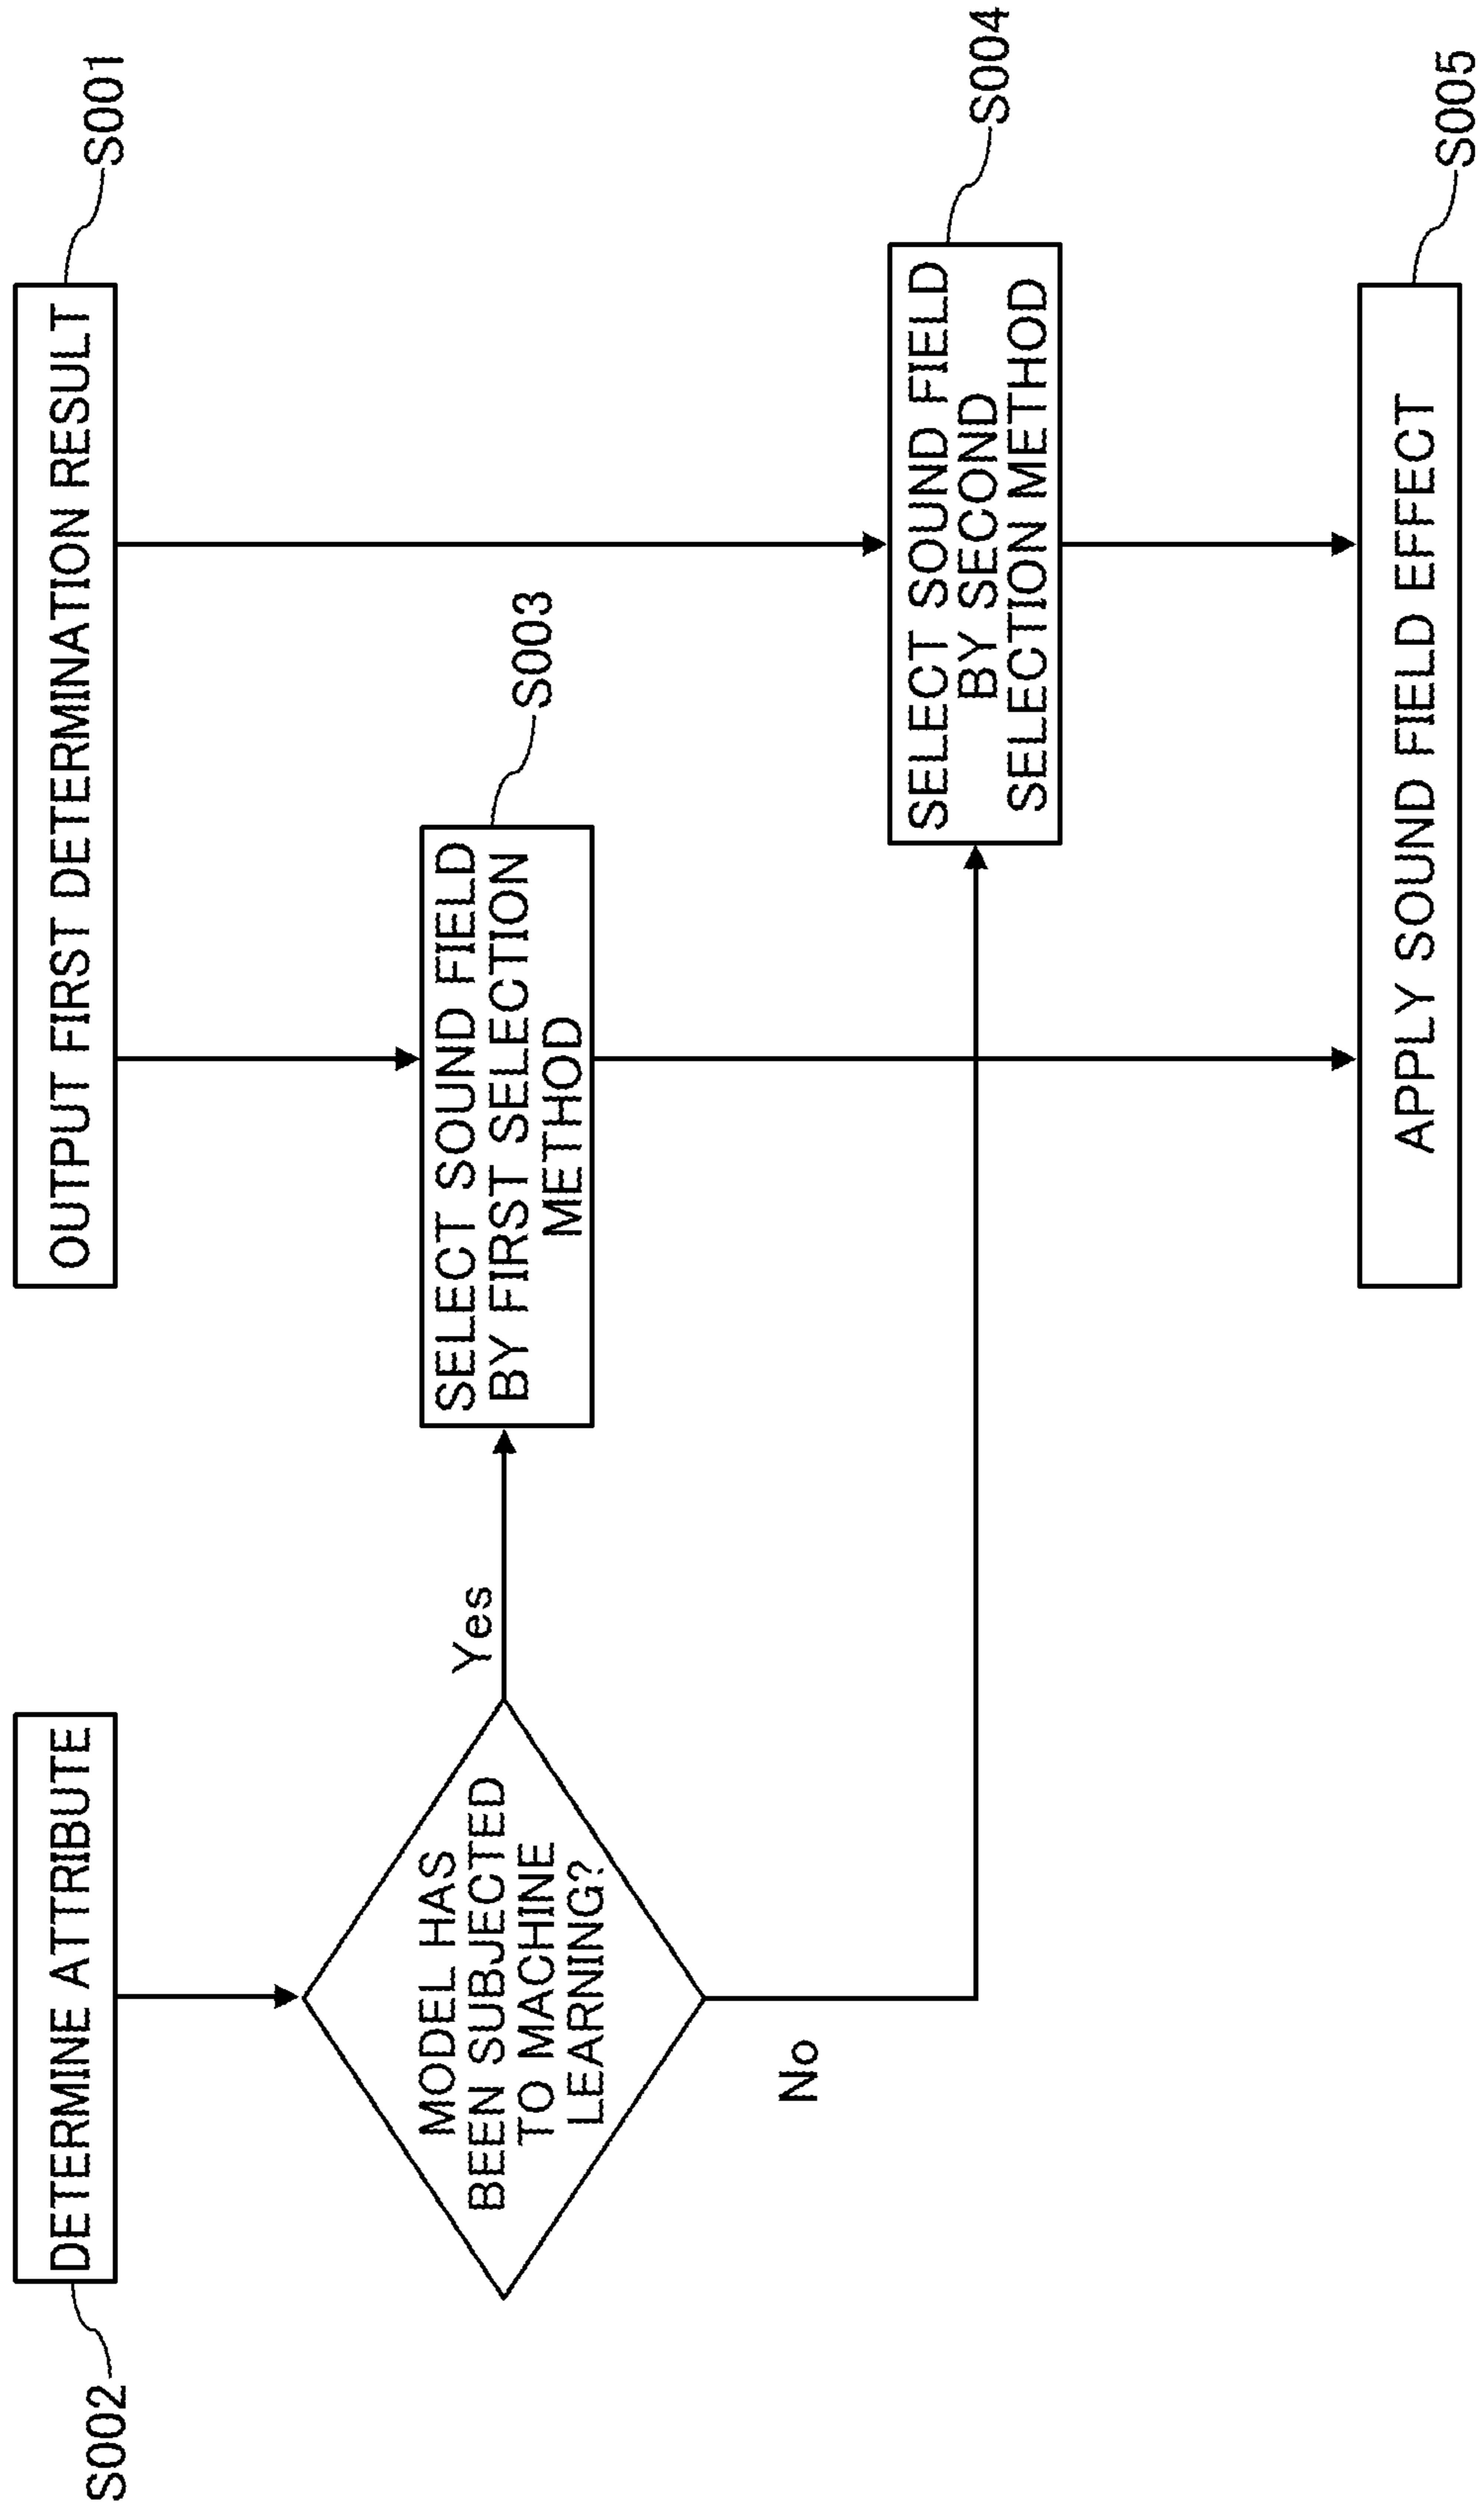 S002
DETERMINE ATTRIBUTE
OUTPUT FIRST DETERMINATION RESULT
S001
MODEL HAS
BEEN SUBJECTED
TO MACHINE
LEARNING?
Yes
No
SELECT SOUND FIELD
BY FIRST SELECTION
METHOD
S003
SELECT SOUND FIELD
BY SECOND
SELECTION METHOD
S004
APPLY SOUND FIELD EFFECT
S005